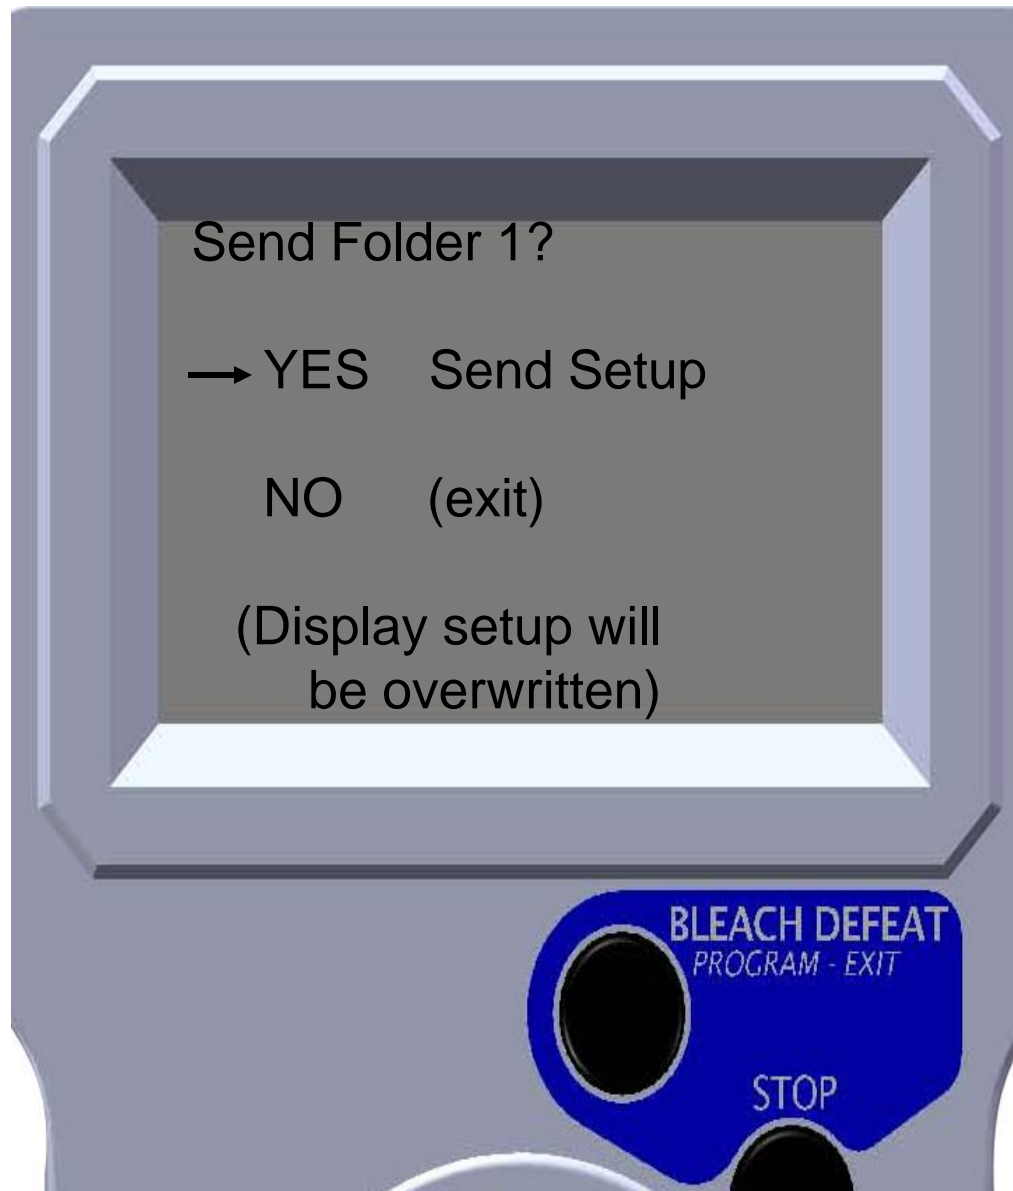 Send Folder 1?
→ YES Send Setup
NO (exit)
(Display setup will
be overwritten)
BLEACH DEFEAT
PROGRAM - EXIT
STOP